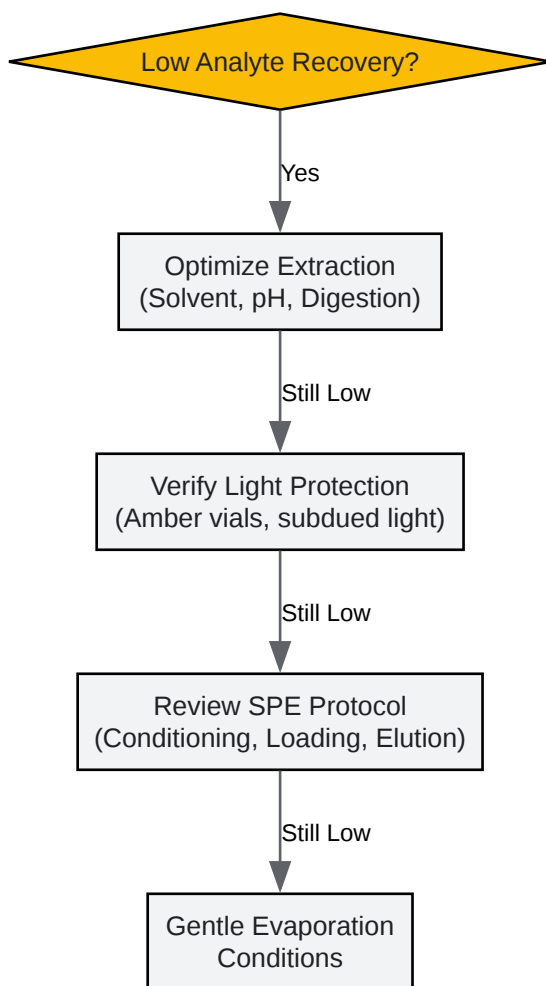 Low Analyte Recovery?
Yes
Optimize Extraction
(Solvent, pH, Digestion)
Still Low
Verify Light Protection
(Amber vials, subdued light)
Still Low
Review SPE Protocol
(Conditioning, Loading, Elution)
Still Low
Gentle Evaporation
Conditions